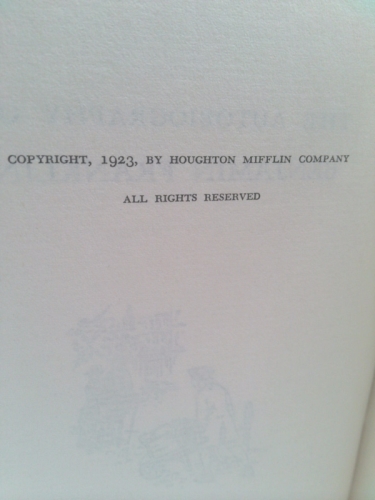 COPYRIGHT, 1923, BY HOUGHTON MIFFLIN COMPANY
ALL RIGHTS RESERVED